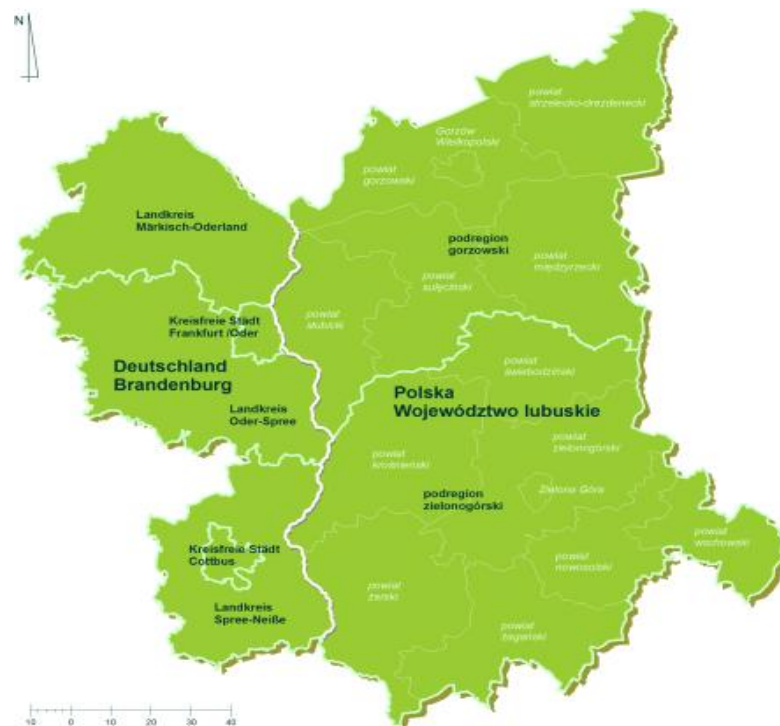 N
powiat
strzelecko-drezdenecki
Gorzów
Wielkopolski
powiat
gorzowski
Landkreis
Märkisch-Oderland
podregion
gorzowski
powiat
międzyrzecki
powiat
sulęciński
powiat
słubicki
Kreisfreie Städt
Frankfurt /Oder
Deutschland
Brandenburg
powiat
świebodziński
Polska
Województwo lubuskie
Landkreis
Oder-Spree
powiat
zielonogórski
powiat
krośnieński
podregion
zielonogórski
Zielona Góra
powiat
wschowski
Kreisfreie Städt
Cottbus
powiat
nowosolski
powiat
żarski
Landkreis
Spree-Neiße
powiat
żagański
10 0 10 20 30 40